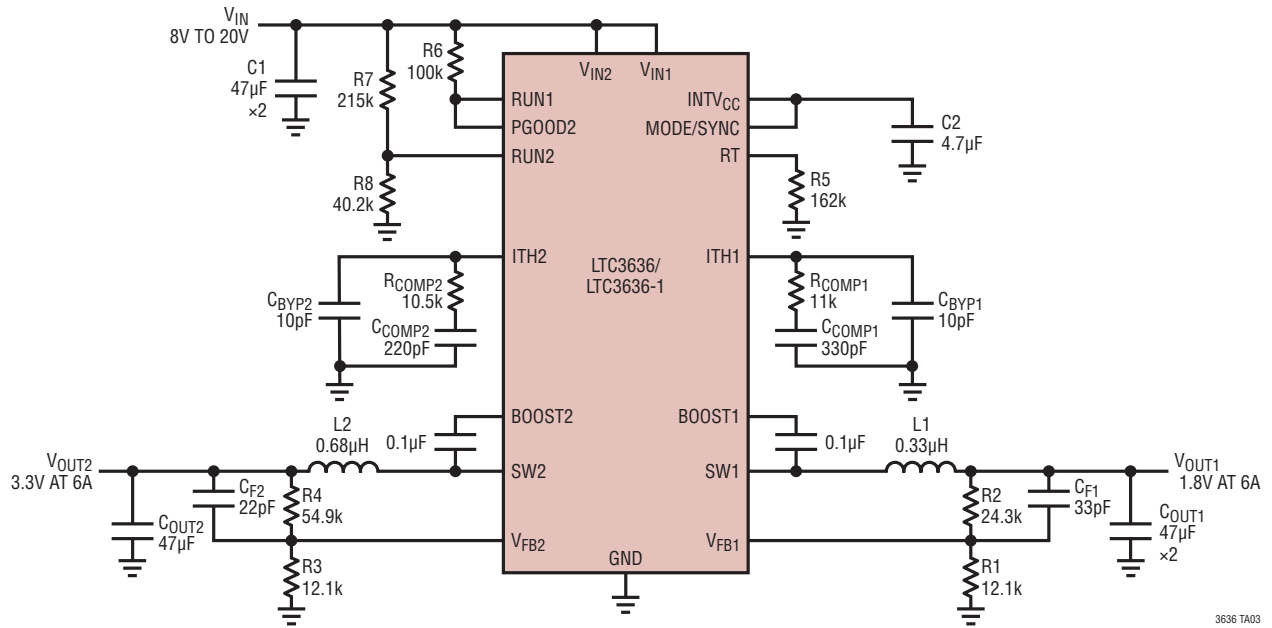 VIN
8V TO 20V
C1
47µF
×2
R7
215k
R6
100k
R8
40.2k
VIN2
VIN1
RUN1
PGOOD2
RUN2
INTVCC
MODE/SYNC
RT
C2
4.7µF
R5
162k
ITH2
ITH1
LTC3636/
LTC3636-1
CBYP2
10pF
RCOMP2
10.5k
CCOMP2
220pF
RCOMP1
11k
CCOMP1
330pF
CBYP1
10pF
BOOST2
BOOST1
L2
0.68µH
0.1µF
SW2
SW1
0.1µF
L1
0.33µH
VOUT2
3.3V AT 6A
VOUT1
1.8V AT 6A
COUT2
47µF
CF2
22pF
R4
54.9k
R3
12.1k
VFB2
VFB1
GND
R2
24.3k
CF1
33pF
COUT1
47µF
×2
R1
12.1k
3636 TA03